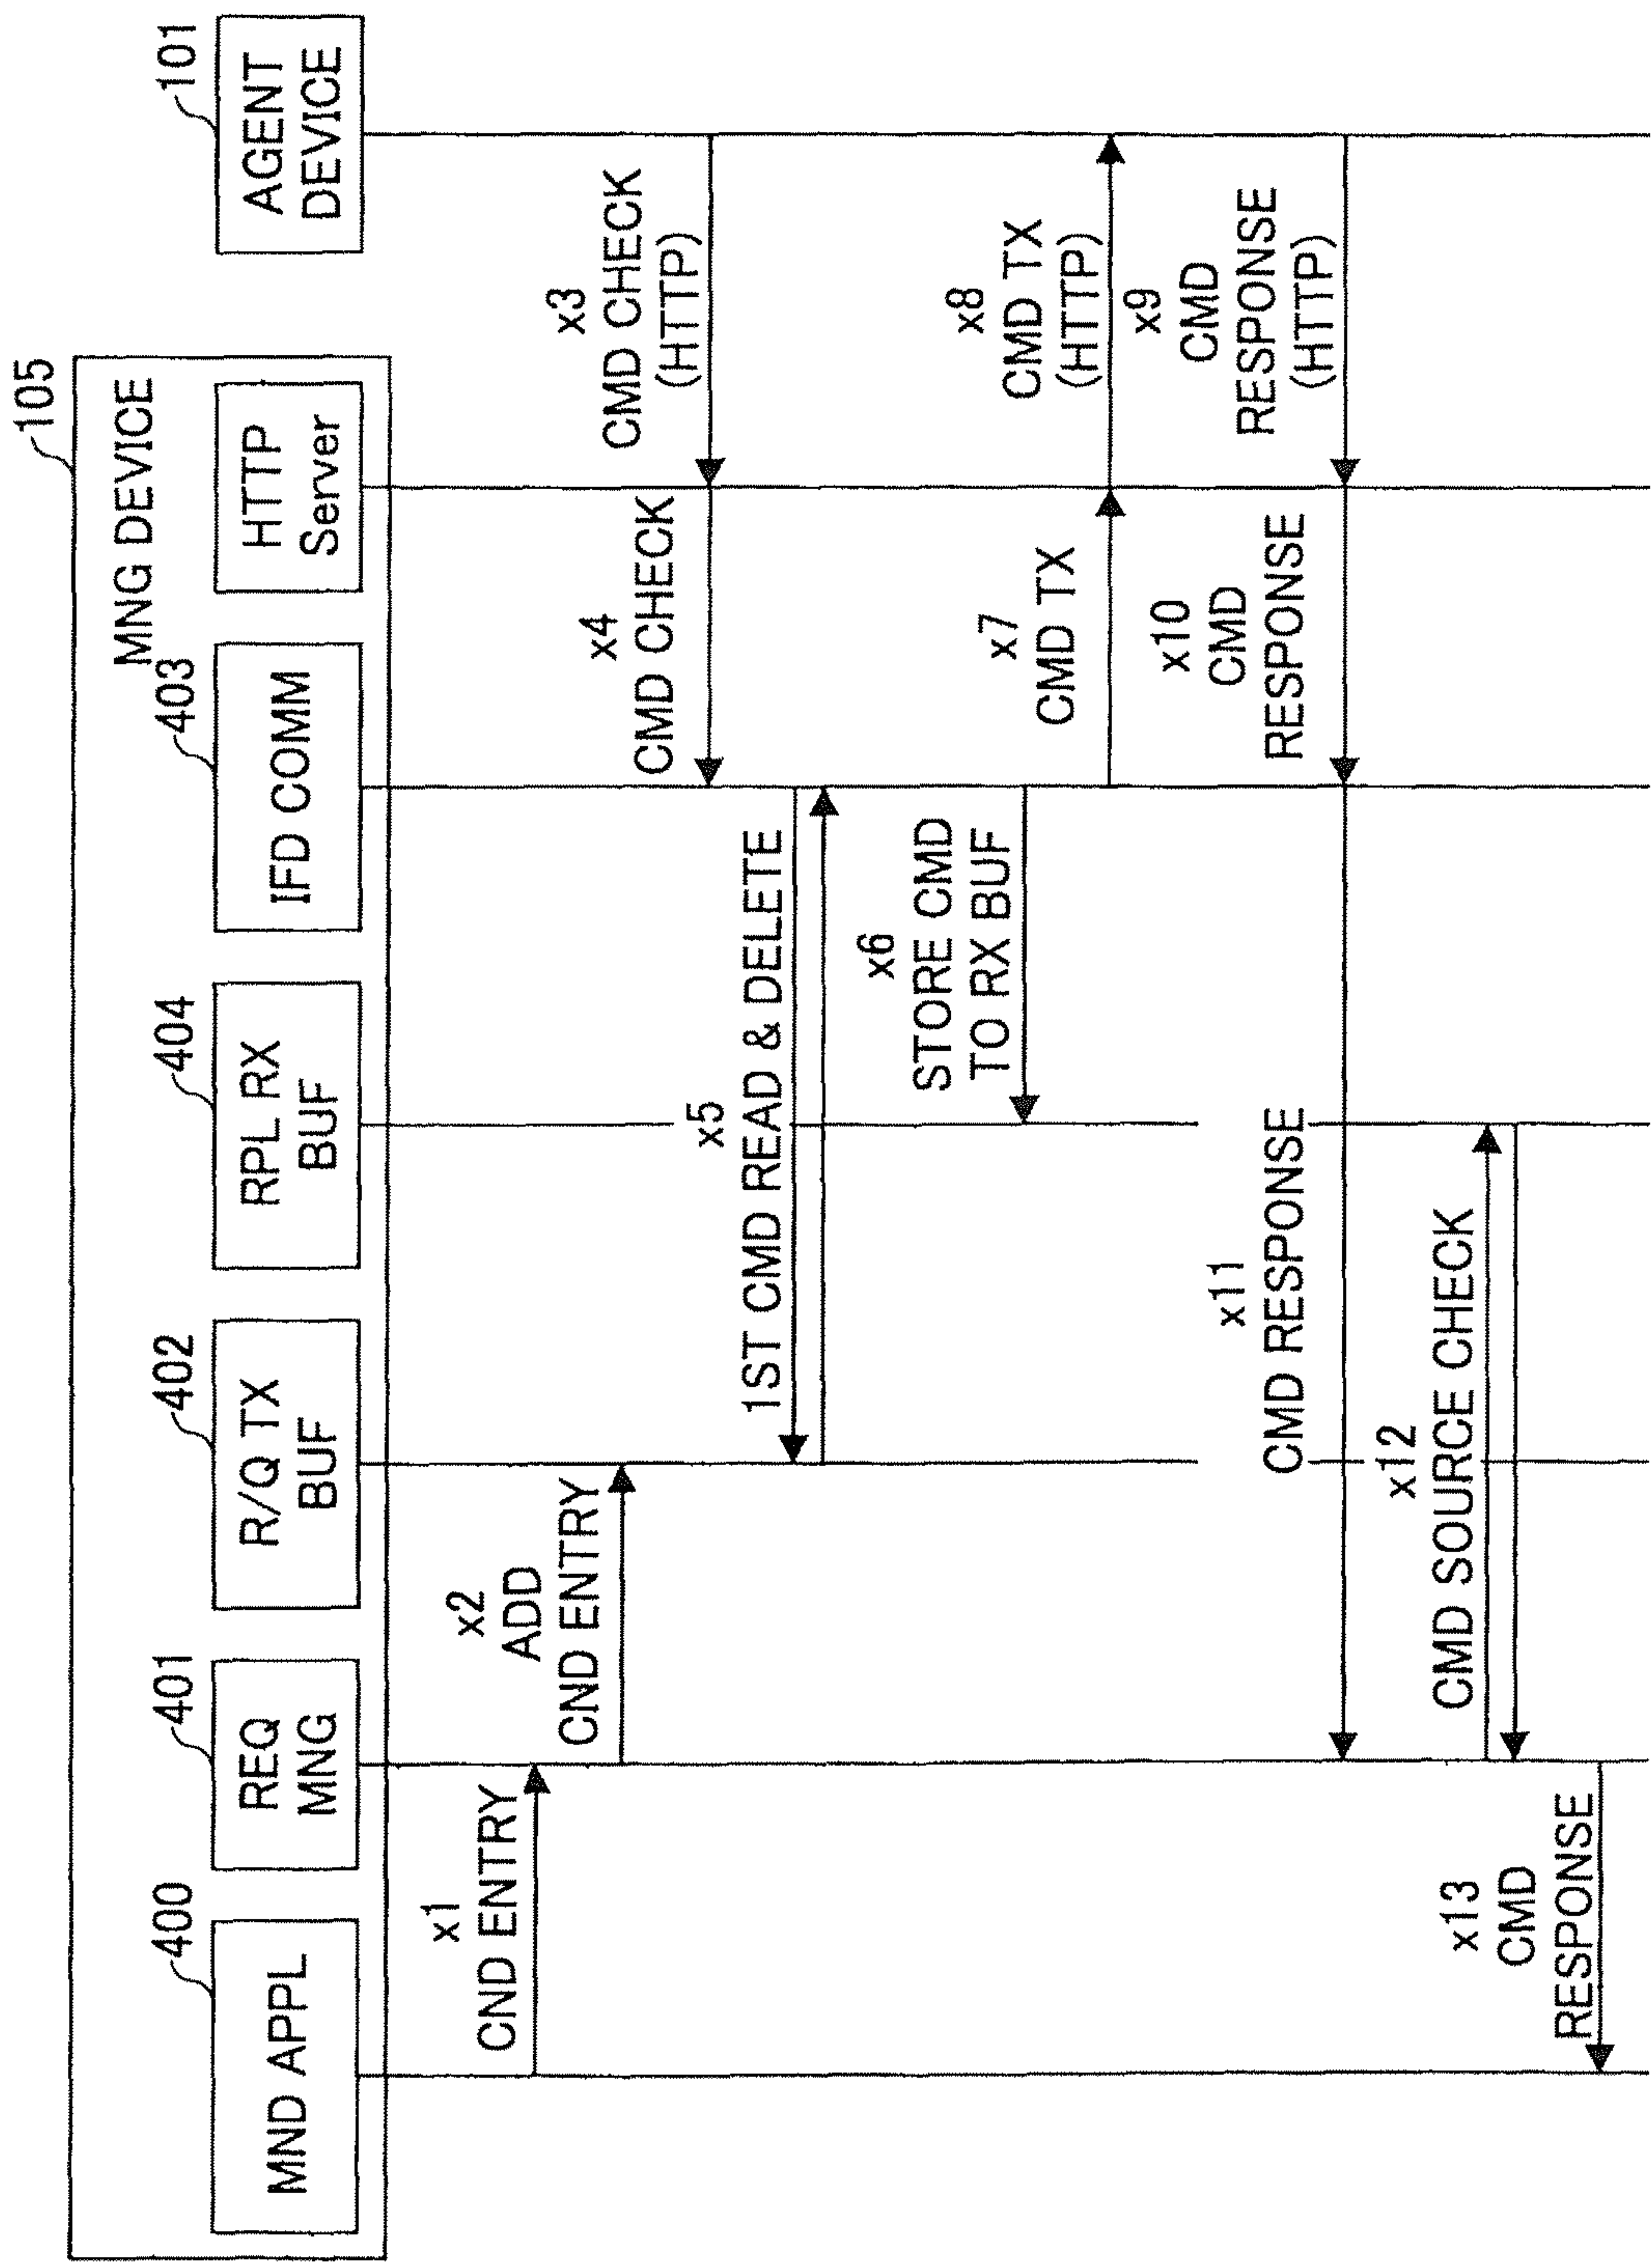 105
MNG DEVICE
400
MND APPL
401
REQ
MNG
402
R/Q TX
BUF
404
RPL RX
BUF
403
IFD COMM
HTTP
Server
101
AGENT
DEVICE
x1
CND ENTRY
x2
ADD
CND ENTRY
x3
CMD CHECK
(HTTP)
x4
CMD CHECK
x5
1ST CMD READ & DELETE
x6
STORE CMD
TO RX BUF
x7
CMD TX
x8
CMD TX
(HTTP)
x9
CMD
RESPONSE
(HTTP)
x10
CMD
RESPONSE
x11
CMD RESPONSE
x12
CMD SOURCE CHECK
x13
CMD
RESPONSE